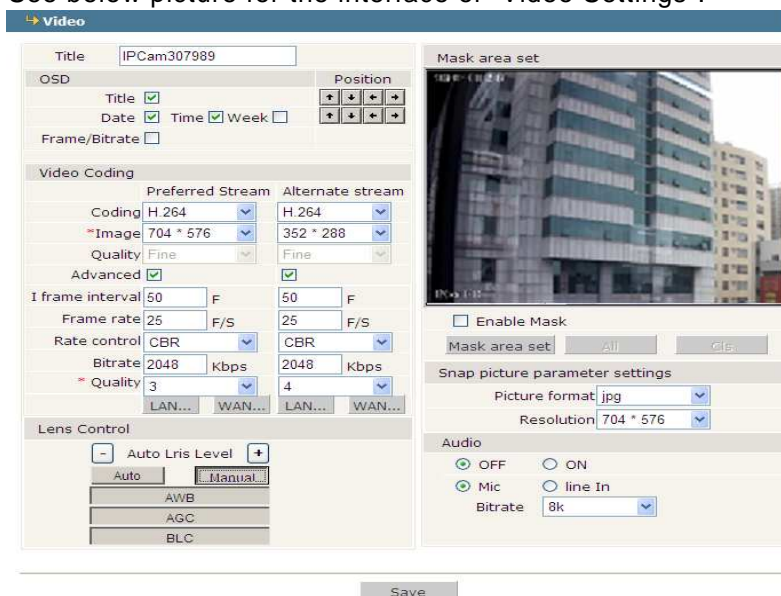 See below picture for the interface of "Video Settings".
Video
Title IPCam307989
OSD Position
Title
Date Time Week
Frame/Bitrate
Video Coding
Preferred Stream Alternate stream
Coding H.264 H.264
*Image 704 * 576 352 * 288
Quality Fine Fine
Advanced
I frame interval 50 F 50 F
Frame rate 25 F/S 25 F/S
Rate control CBR CBR
Bitrate 2048 Kbps 2048 Kbps
* Quality 3 4
LAN... WAN... LAN... WAN...
Lens Control
- Auto Lris Level +
Auto Manual
AWB
AGC
BLC
Mask area set
Enable Mask
Mask area set All Cls
Snap picture parameter settings
Picture format jpg
Resolution 704 * 576
Audio
OFF ON
Mic line In
Bitrate 8k
Save